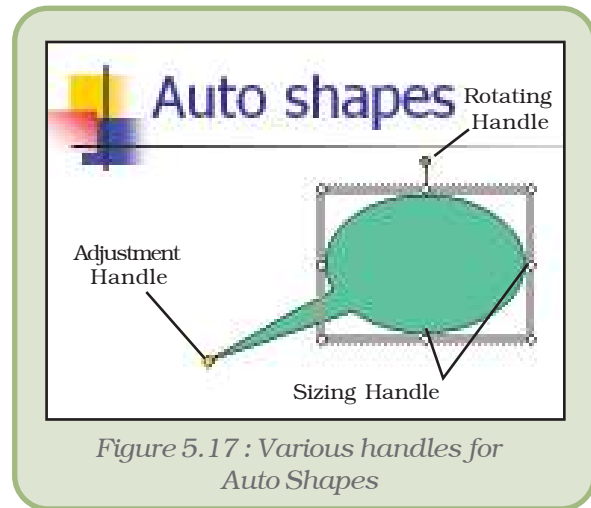 Auto shapes
Rotating
Handle
Adjustment
Handle
Sizing Handle
Figure 5.17 : Various handles for
Auto Shapes